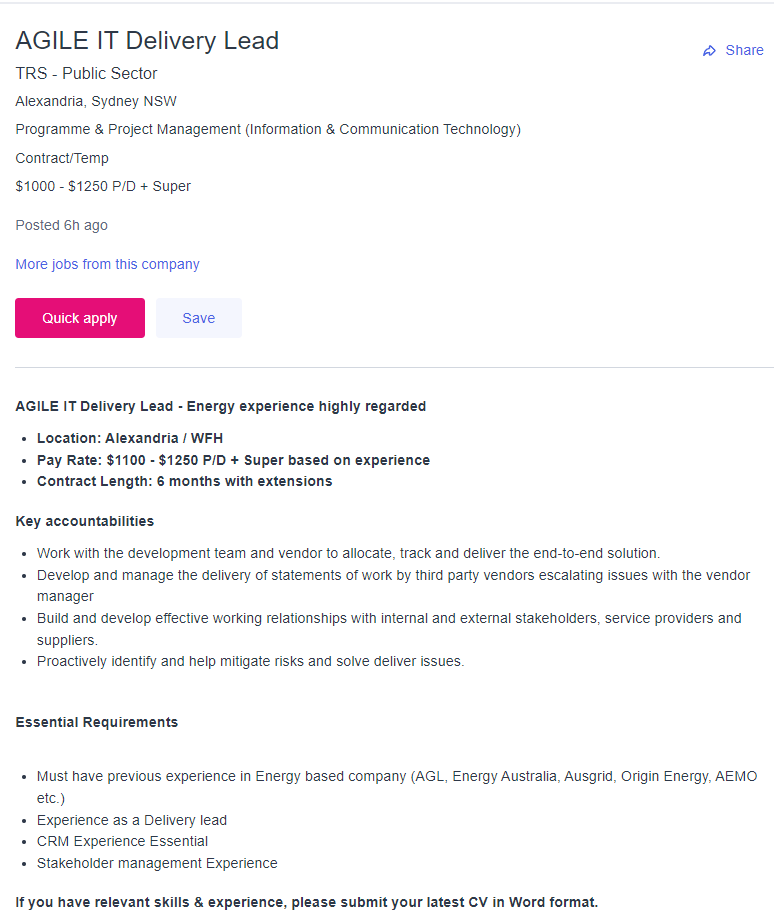 AGILE IT Delivery Lead
Share
TRS - Public Sector
Alexandria, Sydney NSW
Programme & Project Management (Information & Communication Technology)
Contract/Temp
$1000 - $1250 P/D + Super
Posted 6h ago
More jobs from this company
Quick apply
Save
AGILE IT Delivery Lead - Energy experience highly regarded
• Location: Alexandria / WFH
• Pay Rate: $1100 - $1250 P/D + Super based on experience
• Contract Length: 6 months with extensions
Key accountabilities
• Work with the development team and vendor to allocate, track and deliver the end-to-end solution.
• Develop and manage the delivery of statements of work by third party vendors escalating issues with the vendor
manager
• Build and develop effective working relationships with internal and external stakeholders, service providers and
suppliers.
• Proactively identify and help mitigate risks and solve deliver issues.
Essential Requirements
• Must have previous experience in Energy based company (AGL, Energy Australia, Ausgrid, Origin Energy, AEMO
etc.)
• Experience as a Delivery lead
• CRM Experience Essential
• Stakeholder management Experience
If you have relevant skills & experience, please submit your latest CV in Word format.